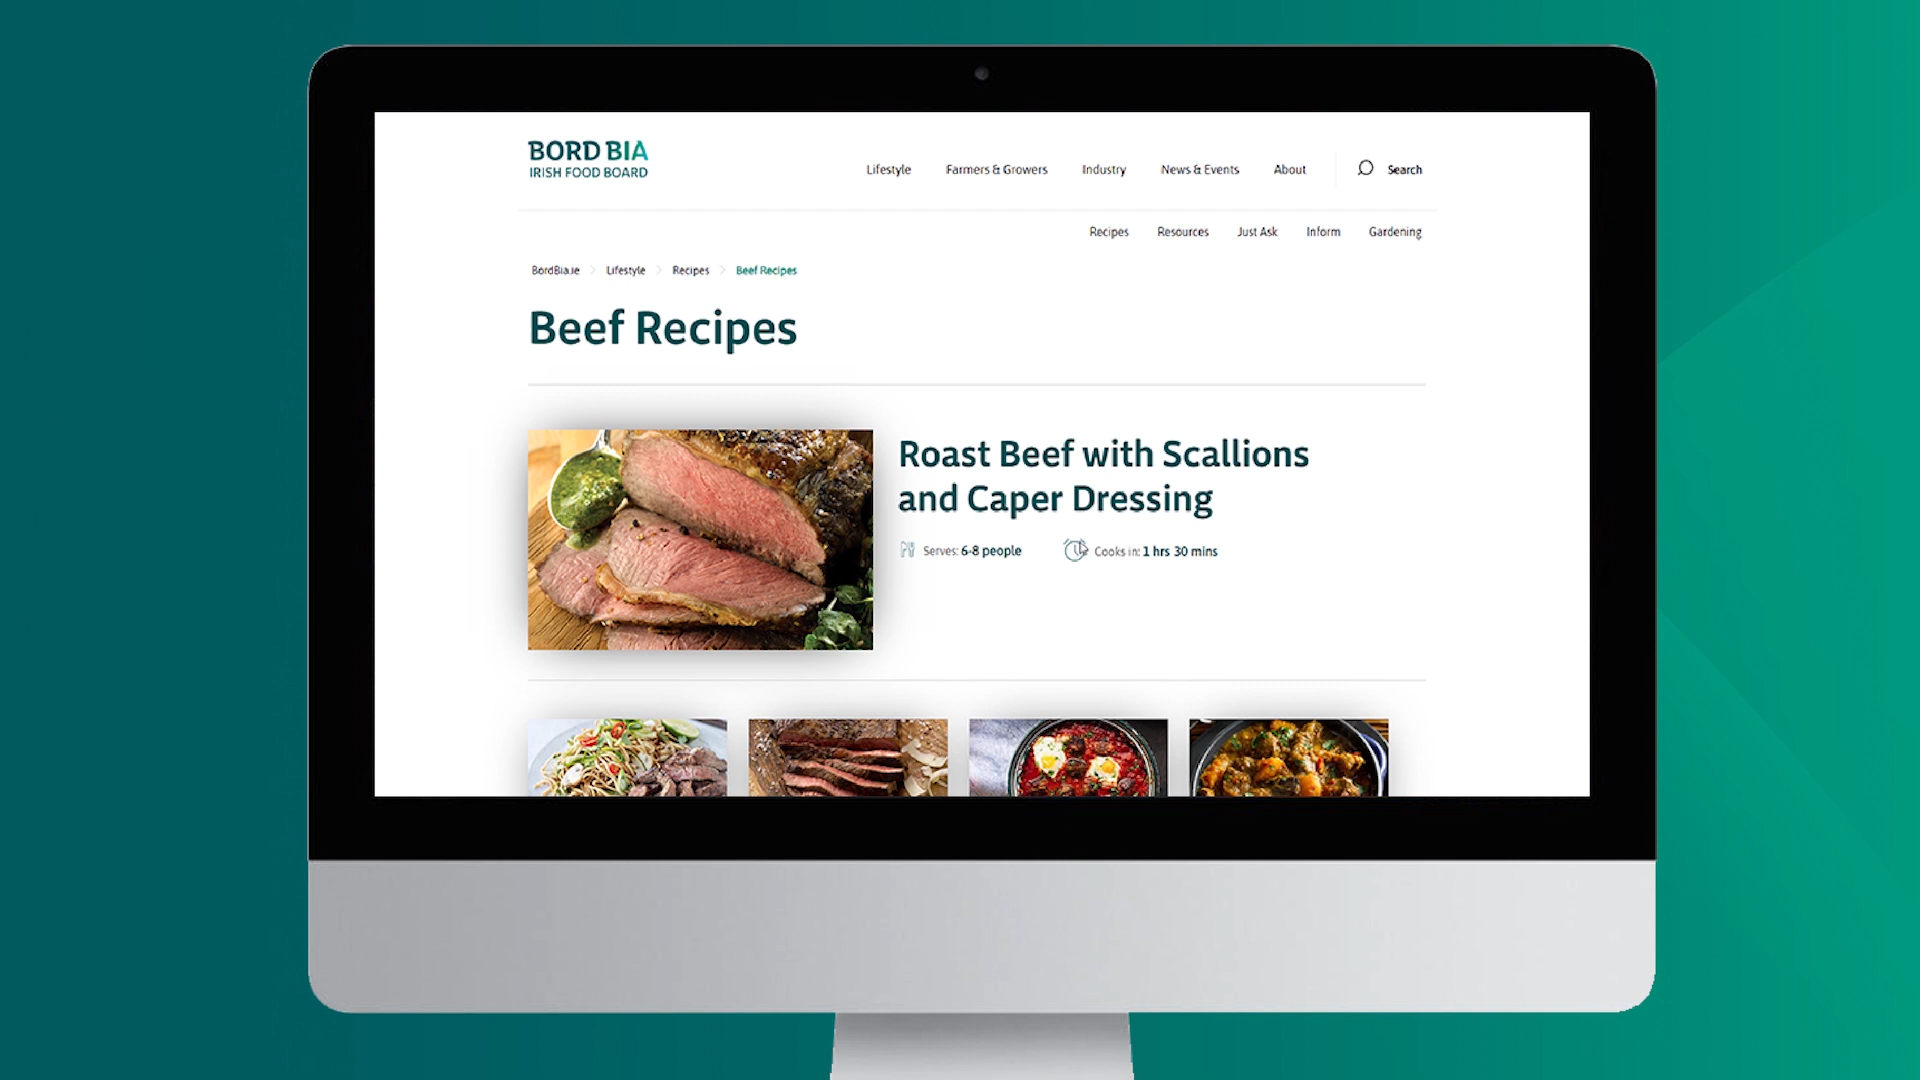 BORD BIA
IRISH FOOD BOARD
Lifestyle Farmers & Growers Industry News & Events About Search
Recipes Resources Just Ask Inform Gardening
BordBia.ie Lifestyle Recipes Beef Recipes
Beef Recipes
Roast Beef with Scallions
and Caper Dressing
Serves: 6-8 people Cooks in: 1 hrs 30 mins